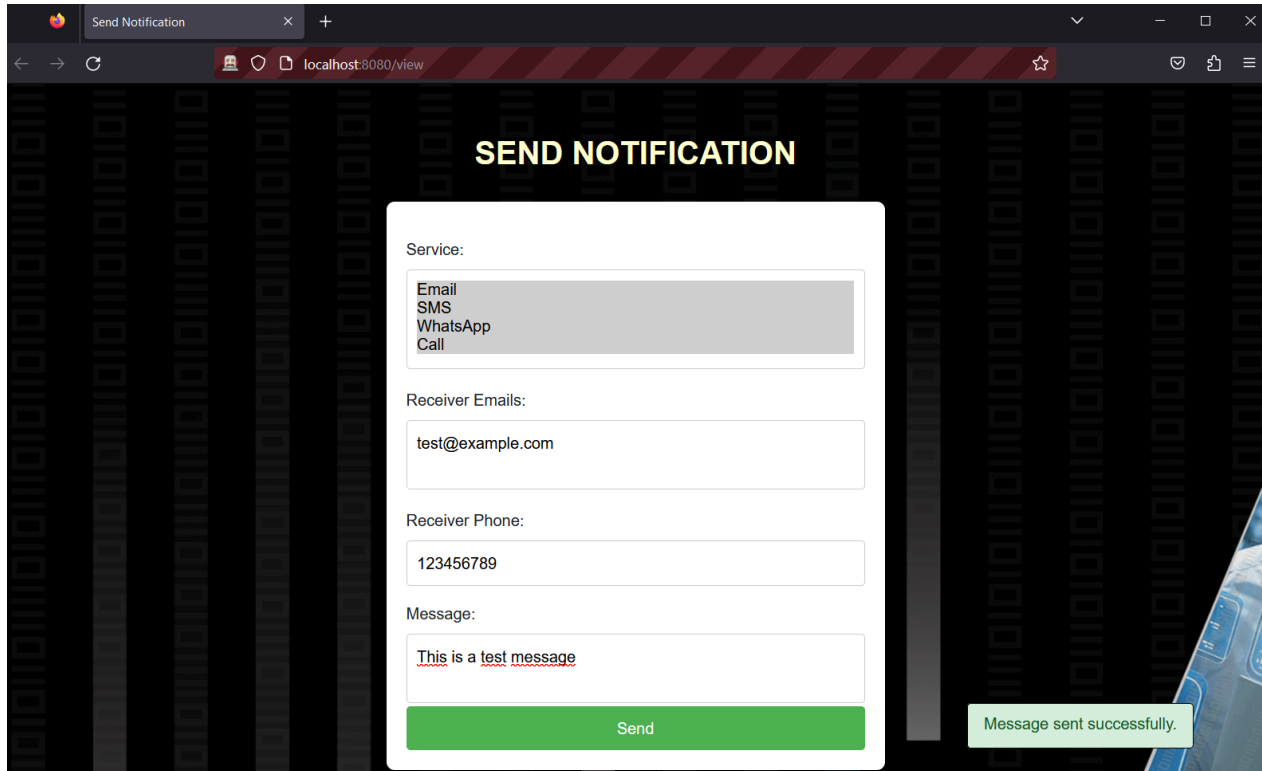 Send Notification
localhost:8080/view
SEND NOTIFICATION
Service:
Email
SMS
WhatsApp
Call
Receiver Emails:
test@example.com
Receiver Phone:
123456789
Message:
This is a test message
Send
Message sent successfully.